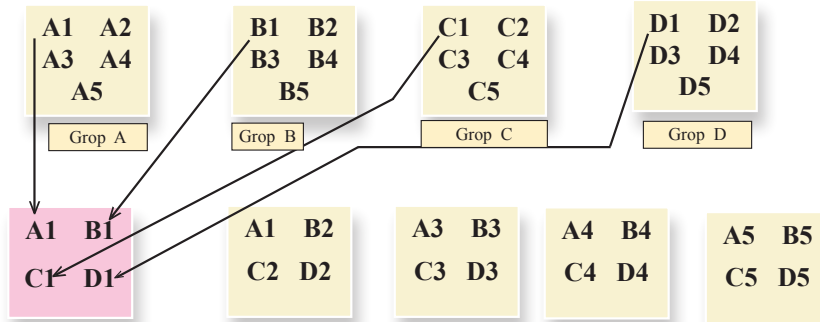 A1 A2
A3 A4
A5
Grop A
B1 B2
B3 B4
B5
Grop B
C1 C2
C3 C4
C5
Grop C
D1 D2
D3 D4
D5
Grop D
A1 B1
C1 D1
A1 B2
C2 D2
A3 B3
C3 D3
A4 B4
C4 D4
A5 B5
C5 D5